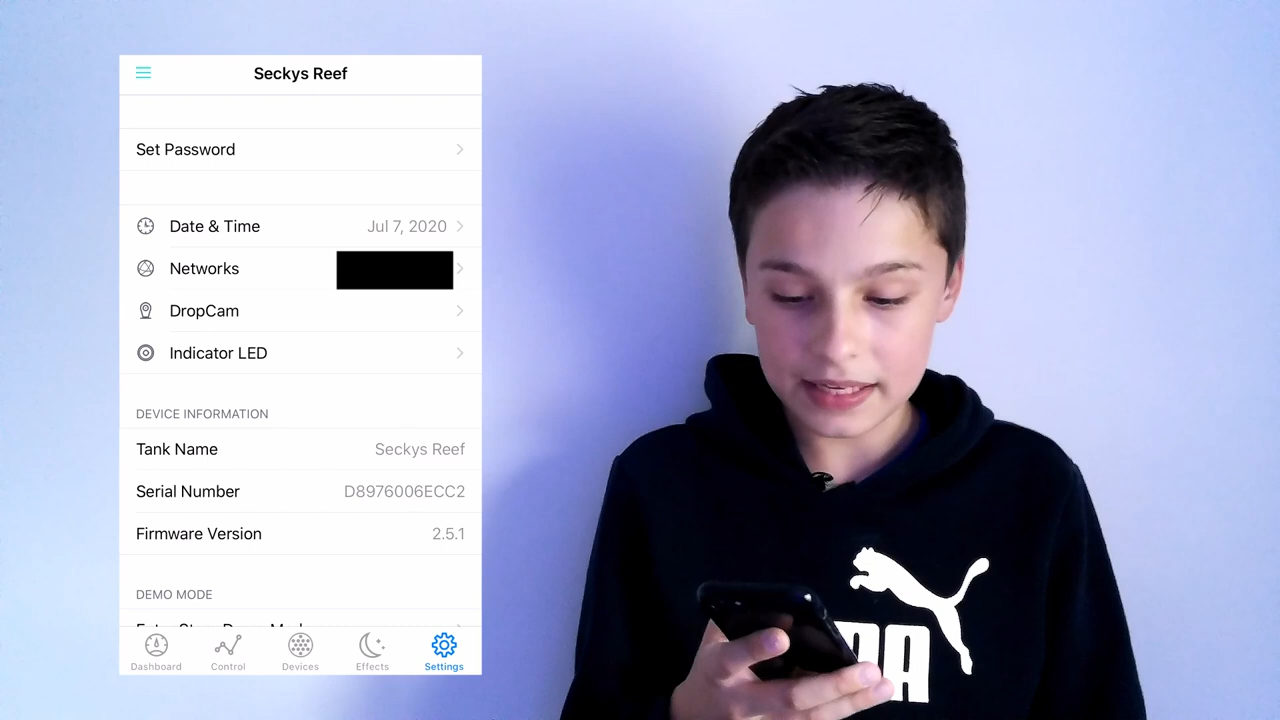 Seckys Reef
Set Password
Date & Time Jul 7, 2020
Networks
DropCam
Indicator LED
DEVICE INFORMATION
Tank Name Seckys Reef
Serial Number D8976006ECC2
Firmware Version 2.5.1
DEMO MODE
Dashboard Control Devices Effects Settings